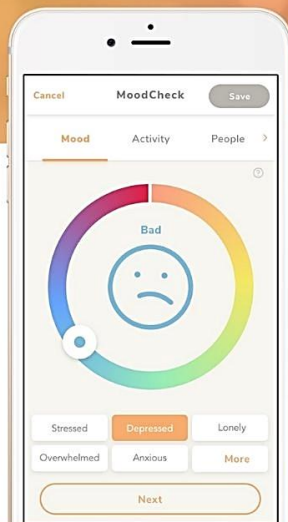 Cancel MoodCheck Save
Mood Activity People
Bad
Stressed Depressed Lonely
Overwhelmed Anxious More
Next